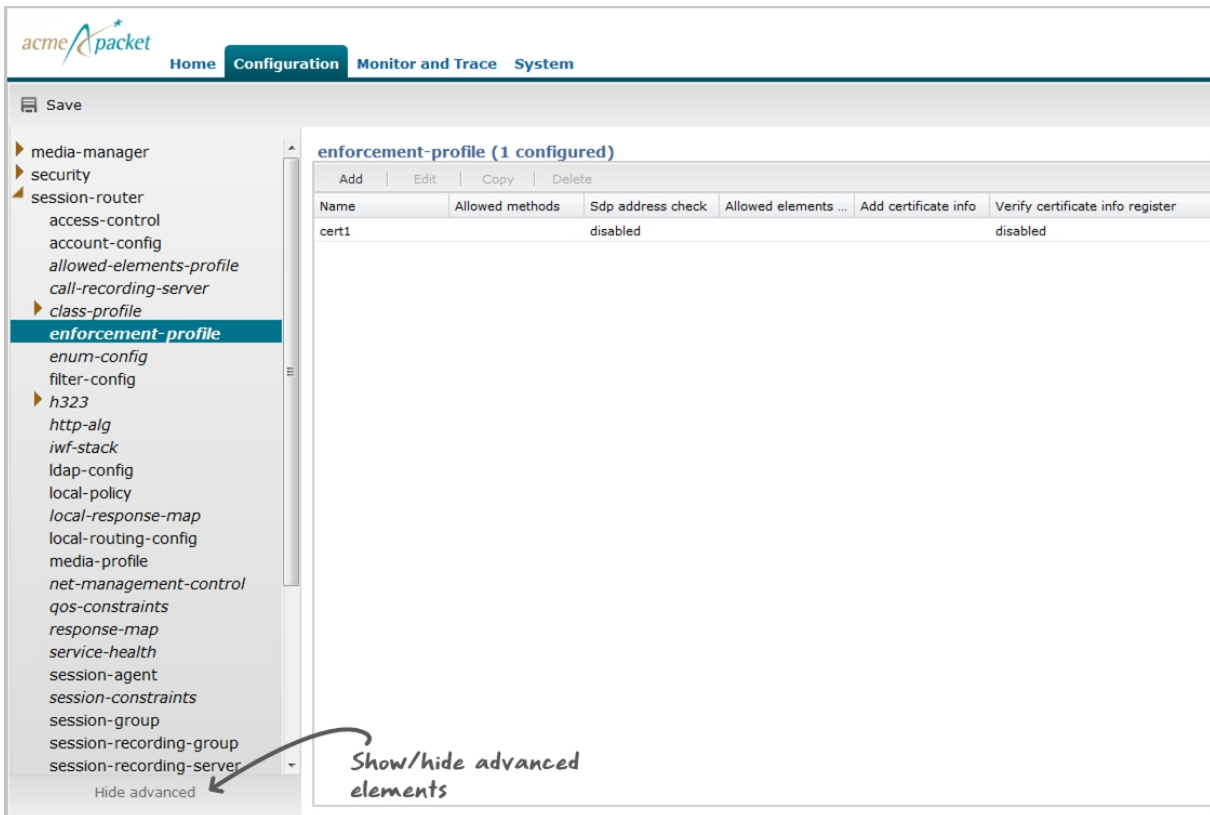 acme packet
Home Configuration Monitor and Trace System
Save
media-manager
security
session-router
access-control
account-config
allowed-elements-profile
call-recording-server
class-profile
enforcement-profile
enum-config
filter-config
h323
http-alg
iwf-stack
ldap-config
local-policy
local-response-map
local-routing-config
media-profile
net-management-control
qos-constraints
response-map
service-health
session-agent
session-constraints
session-group
session-recording-group
session-recording-server
Hide advanced
enforcement-profile (1 configured)
Add | Edit | Copy | Delete
Name Allowed methods Sdp address check Allowed elements ... Add certificate info Verify certificate info register
cert1 disabled disabled
Show/hide advanced
elements